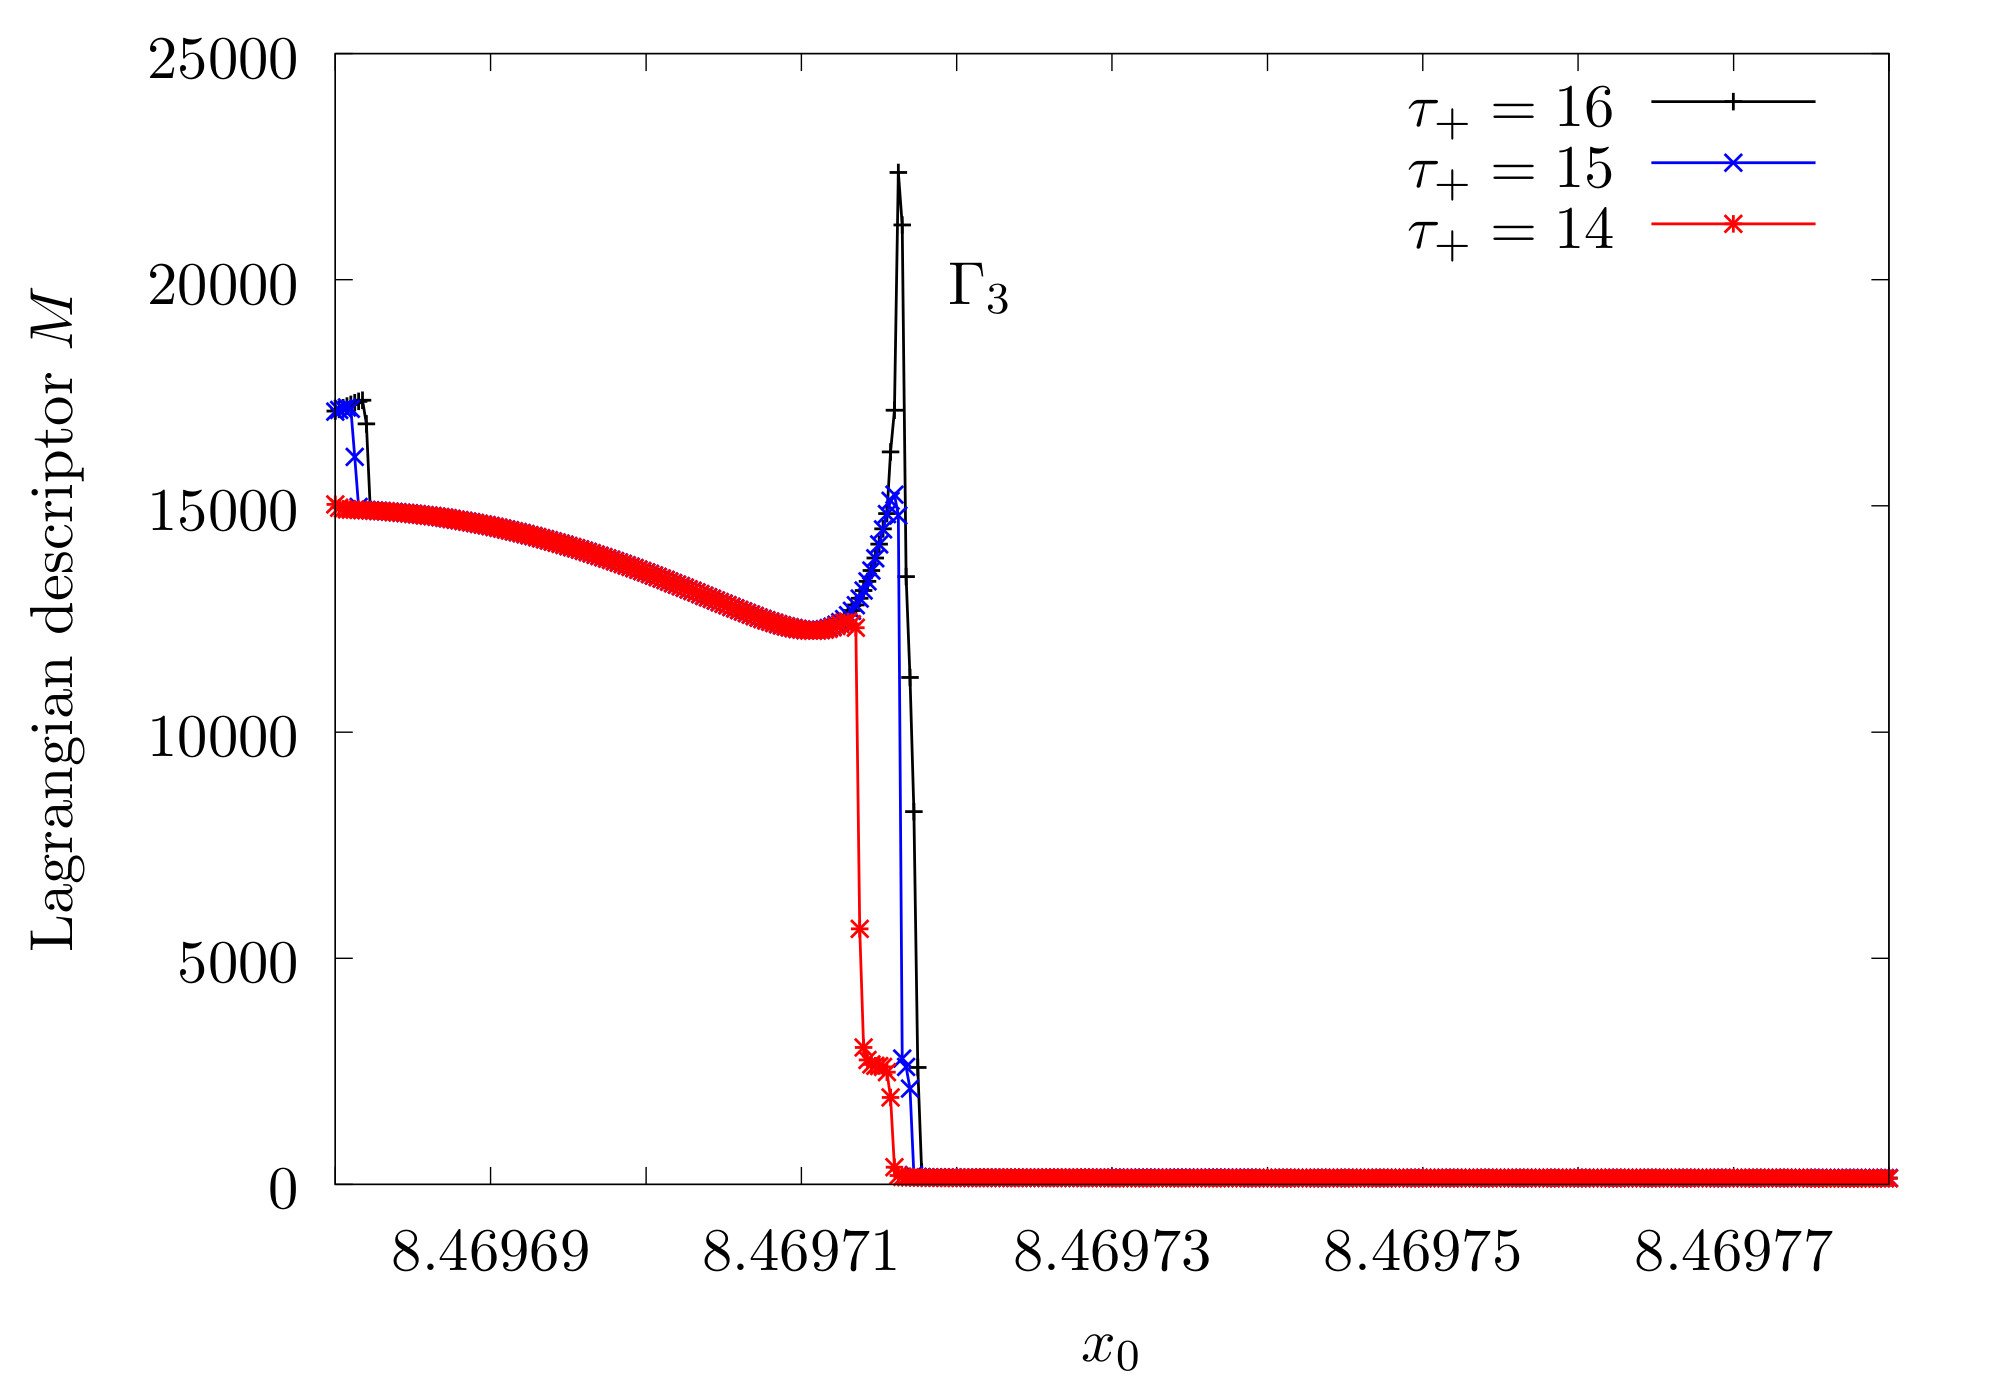 25000
20000
15000
10000
5000
0
Lagrangian descriptor M
τ₊ = 16
τ₊ = 15
τ₊ = 14
Γ₃
8.46969 8.46971 8.46973 8.46975 8.46977
x₀